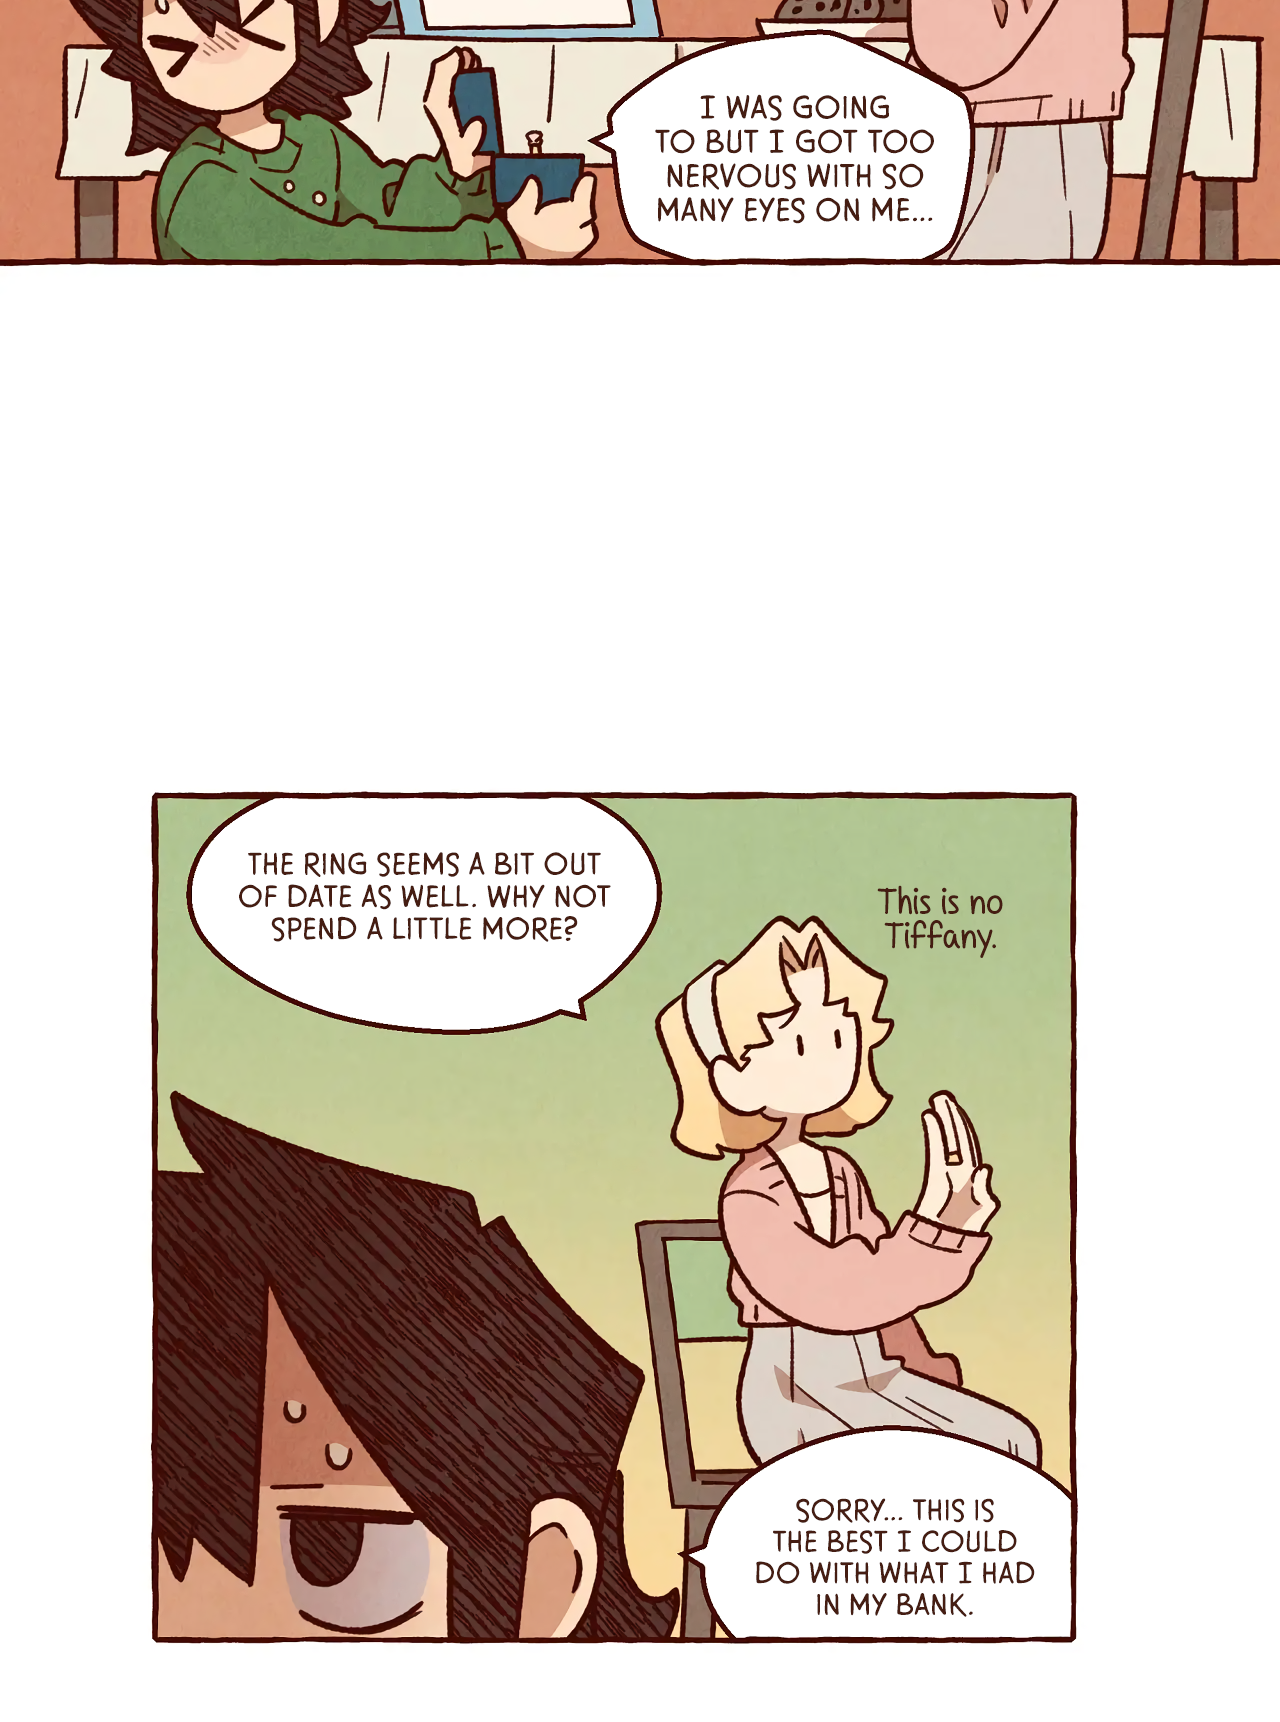 I WAS GOING
TO BUT I GOT TOO
NERVOUS WITH SO
MANY EYES ON ME...
THE RING SEEMS A BIT OUT
OF DATE AS WELL. WHY NOT
SPEND A LITTLE MORE?
This is no
Tiffany.
SORRY... THIS IS
THE BEST I COULD
DO WITH WHAT I HAD
IN MY BANK.